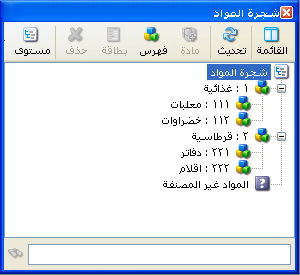 شجرة المواد
القائمة تحديث مادة فهرس بطاقة حذف مستوى
شجرة المواد
١ : غذائية
١١١ : معلبات
١١٢ : خضراوات
٢ : قرطاسية
٢٢١ : دفاتر
٢٢٢ : اقلام
المواد غير المصنفة